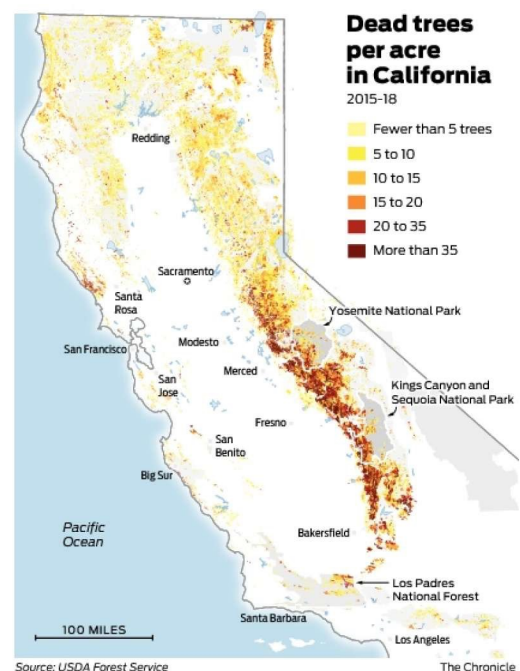 Dead trees
per acre
in California
2015-18
Fewer than 5 trees
5 to 10
10 to 15
15 to 20
20 to 35
More than 35
Redding
Sacramento
Santa
Rosa
Yosemite National Park
San Francisco
Modesto
Merced
San
Jose
Kings Canyon and
Sequoia National Park
Fresno
San
Benito
Big Sur
Pacific
Ocean
Bakersfield
Los Padres
National Forest
Santa Barbara
100 MILES
Los Angeles
Source: USDA Forest Service
The Chronicle